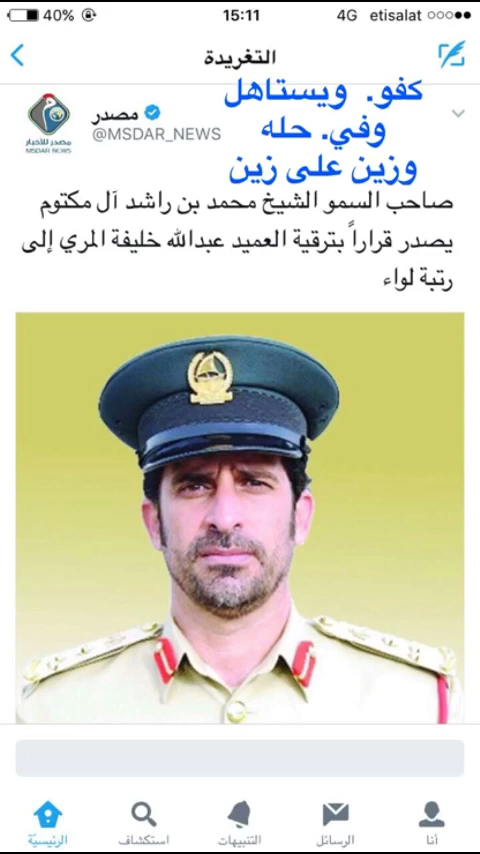 40%
15:11
4G etisalat
التغريدة
كفو. ويستاهل
وفي. حله
وزين على زين
مصدر
@MSDAR_NEWS
مصدر للأخبار
MSDAR NEWS
صاحب السمو الشيخ محمد بن راشد آل مكتوم
يصدر قراراً بترقية العميد عبدالله خليفة المري إلى
رتبة لواء
الرئيسيّة
استكشاف
التنبيهات
الرسائل
أنا